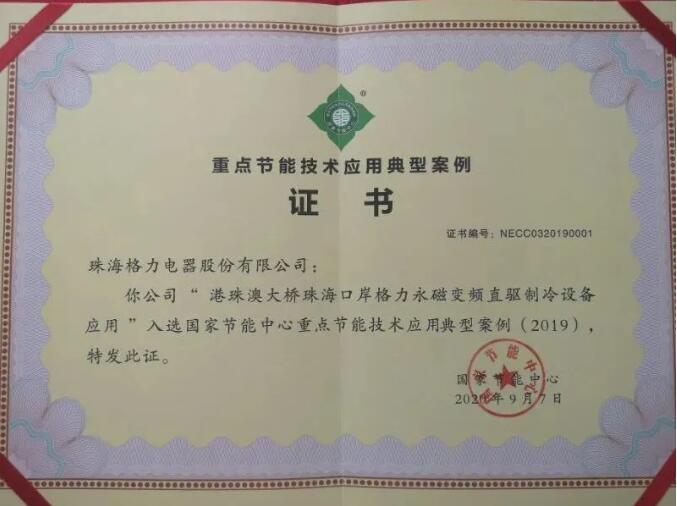 ®
重点节能技术应用典型案例
证 书
证书编号：NECC0320190001
珠海格力电器股份有限公司：
你公司“港珠澳大桥珠海口岸格力永磁变频直驱制冷设备
应用”入选国家节能中心重点节能技术应用典型案例（2019），
特发此证。
国家节能中心
9月7日